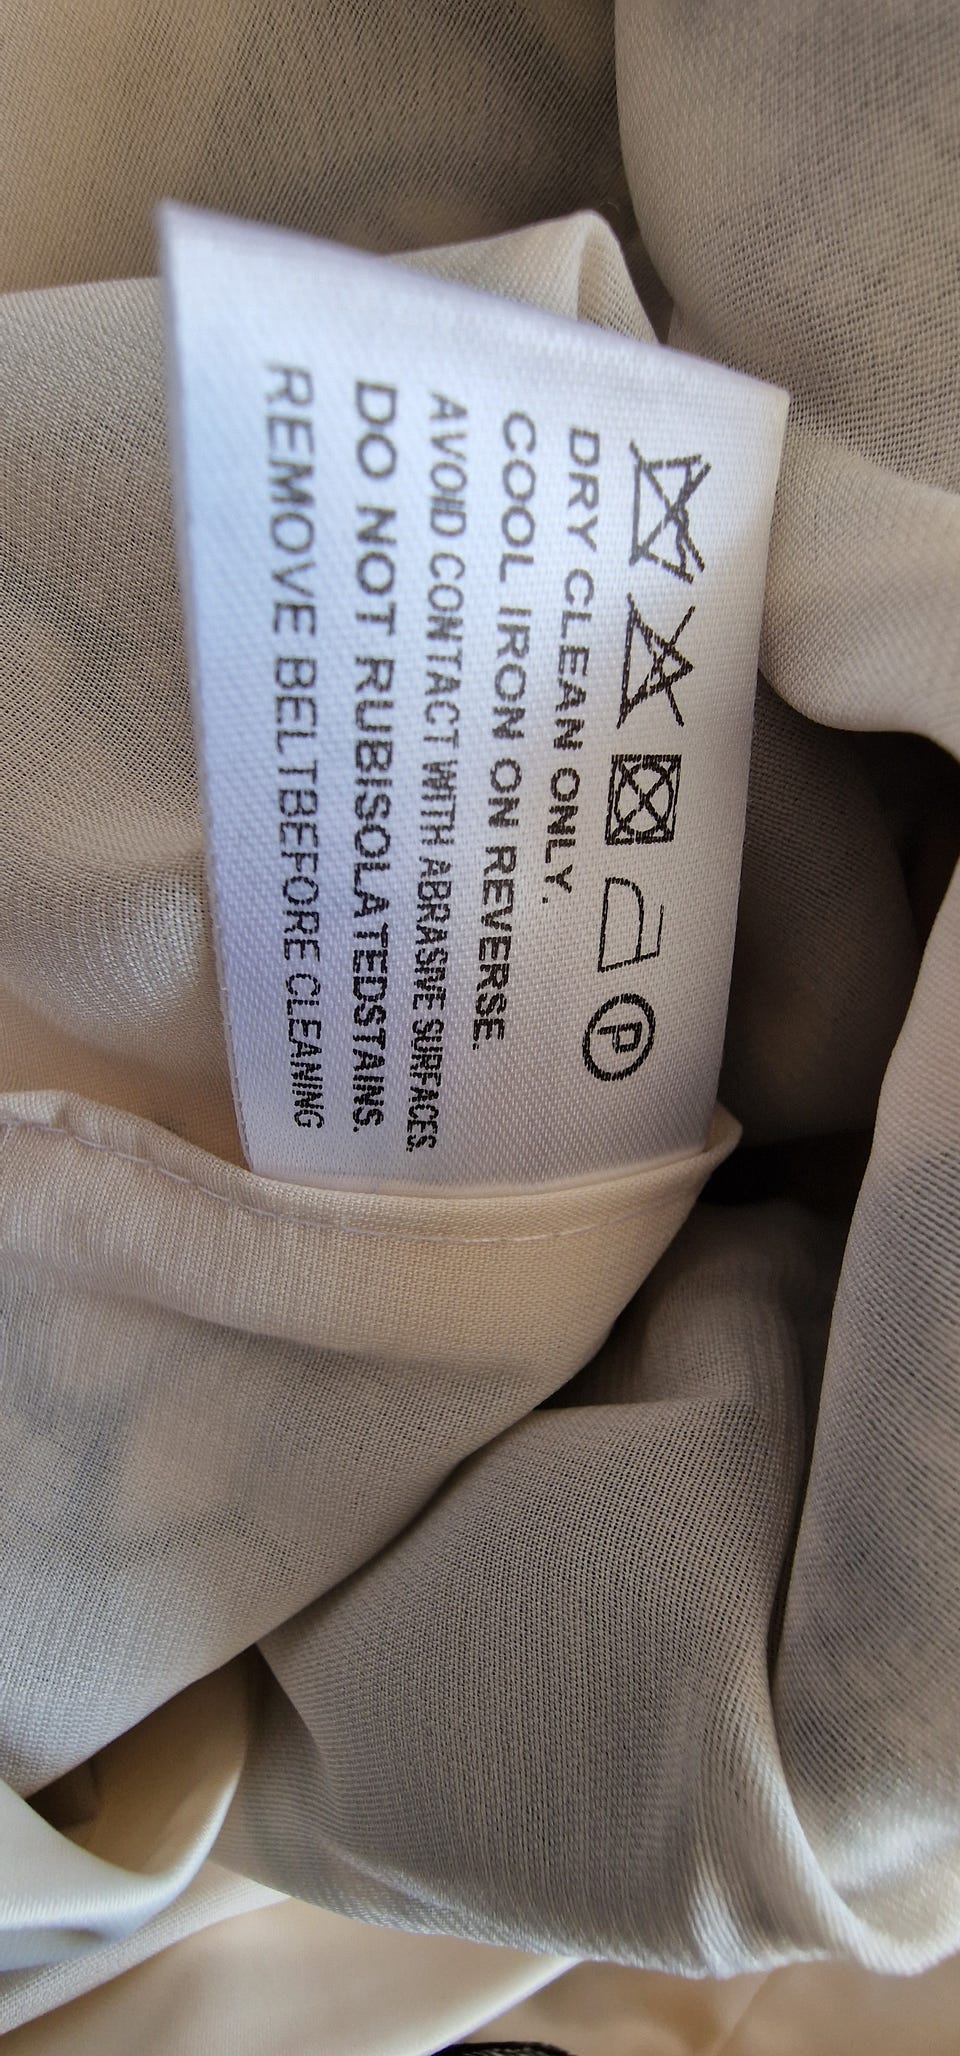 P
DRY CLEAN ONLY.
COOL IRON ON REVERSE.
AVOID CONTACT WITH ABRASIVE SURFACES.
DO NOT RUBISOLATEDSTAINS.
REMOVE BELTBEFORE CLEANING